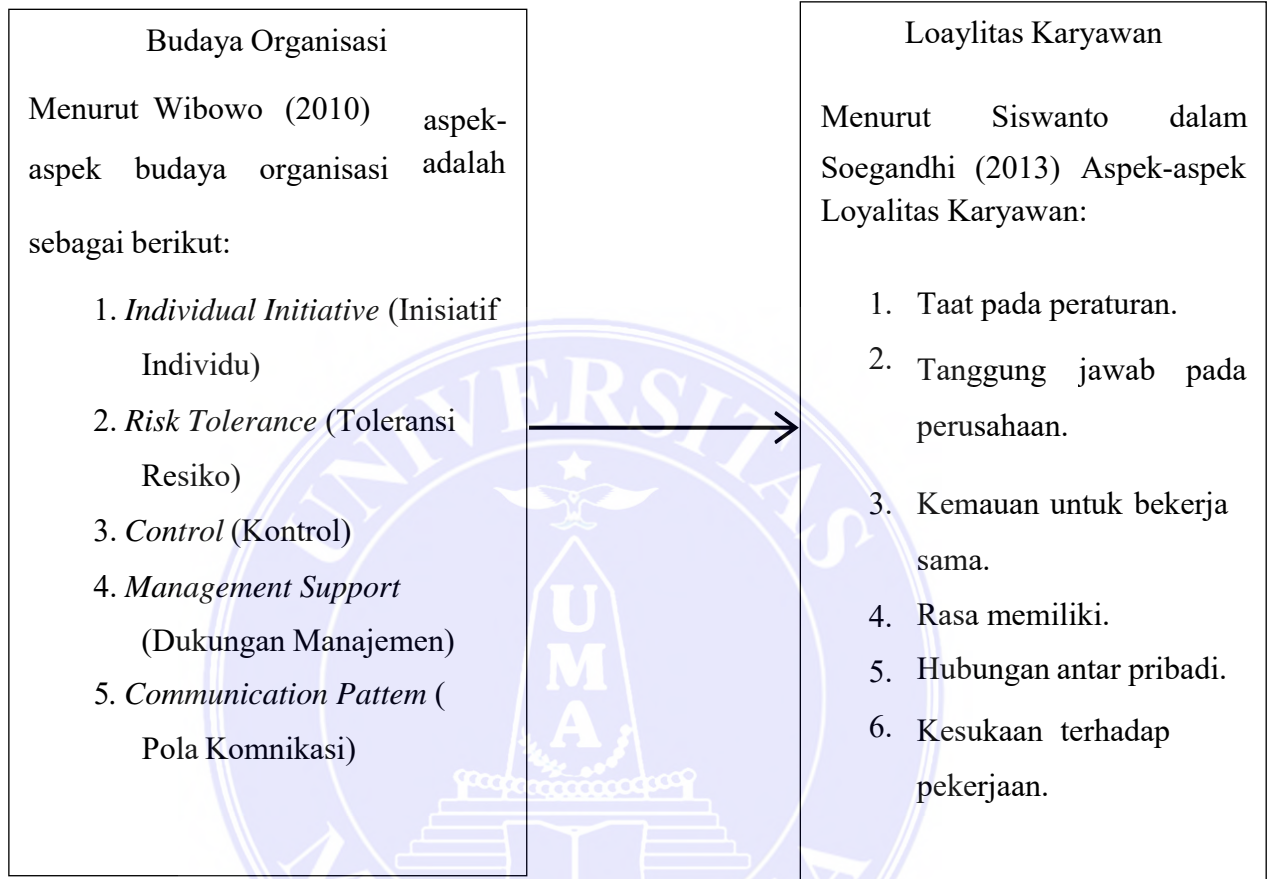 Budaya Organisasi
Menurut Wibowo (2010) aspek-
aspek budaya organisasi adalah
sebagai berikut:
1. Individual Initiative (Inisiatif
Individu)
2. Risk Tolerance (Toleransi
Resiko)
3. Control (Kontrol)
4. Management Support
(Dukungan Manajemen)
5. Communication Pattem (
Pola Komnikasi)
Loaylitas Karyawan
Menurut Siswanto dalam
Soegandhi (2013) Aspek-aspek
Loyalitas Karyawan:
1. Taat pada peraturan.
2. Tanggung jawab pada
perusahaan.
3. Kemauan untuk bekerja
sama.
4. Rasa memiliki.
5. Hubungan antar pribadi.
6. Kesukaan terhadap
pekerjaan.
UNIVERSITAS
UMA